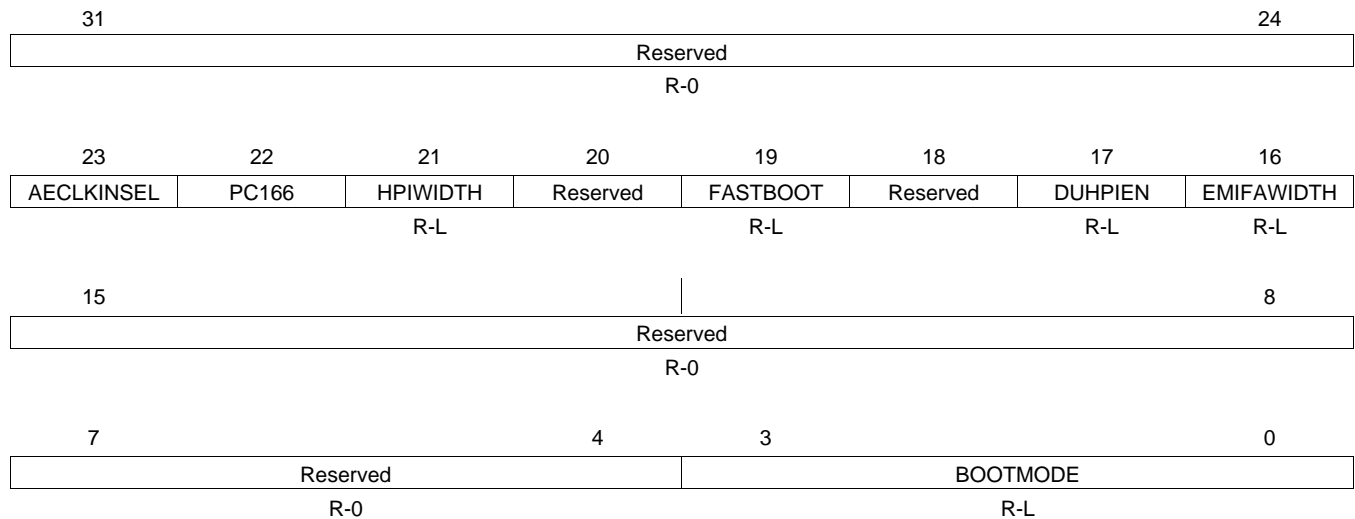 31 24
Reserved
R-0
23 22 21 20 19 18 17 16
AECLKINSEL PC166 HPIWIDTH Reserved FASTBOOT Reserved DUHPIEN EMIFAWIDTH
R-L R-L R-L R-L
15 8
Reserved
R-0
7 4 3 0
Reserved BOOTMODE
R-0 R-L